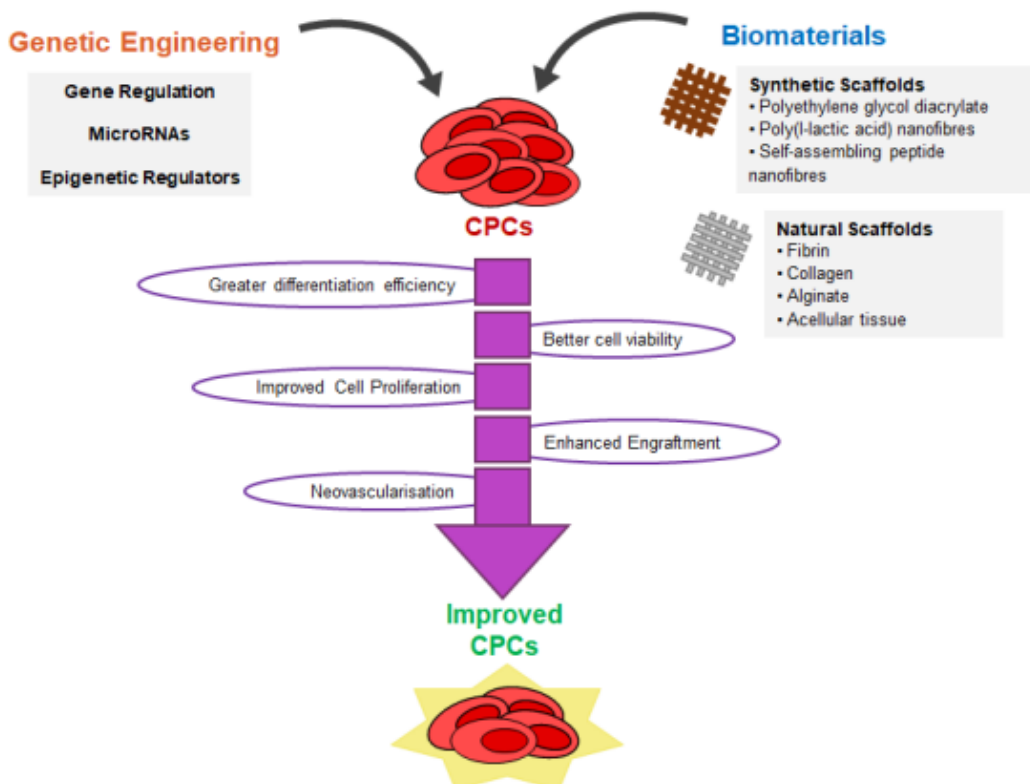 Genetic Engineering
Gene Regulation
MicroRNAs
Epigenetic Regulators
Biomaterials
Synthetic Scaffolds
• Polyethylene glycol diacrylate
• Poly(l-lactic acid) nanofibres
• Self-assembling peptide
nanofibres
Natural Scaffolds
• Fibrin
• Collagen
• Alginate
• Acellular tissue
CPCs
Greater differentiation efficiency
Better cell viability
Improved Cell Proliferation
Enhanced Engraftment
Neovascularisation
Improved
CPCs